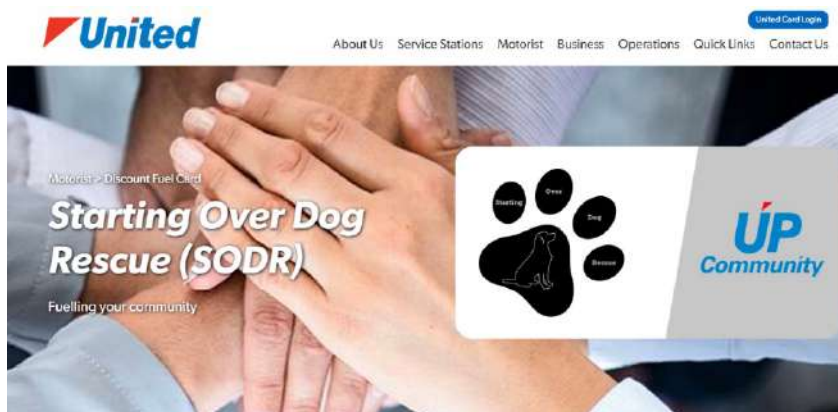 United
United Card Login
About Us Service Stations Motorist Business Operations Quick Links Contact Us
Motorist > Discount Fuel Card
Starting Over Dog
Rescue (SODR)
Fuelling your community
Starting
Over
Dog
Rescue
UP
Community